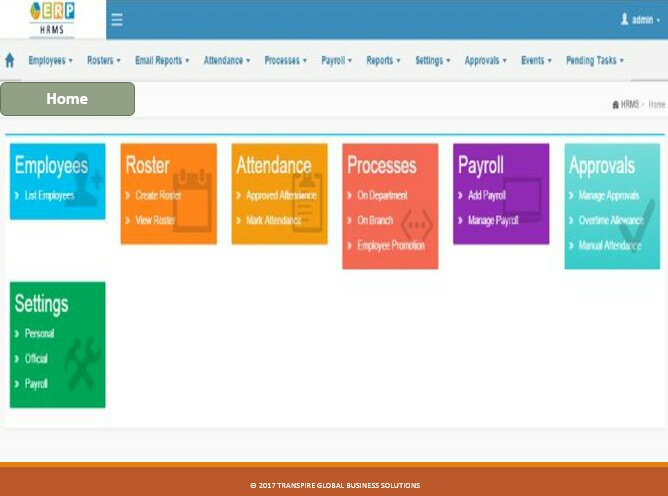 ERP
HRMS
admin
Employees Rosters Email Reports Attendance Processes Payroll Reports Settings Approvals Events Pending Tasks
Home
HRMS > Home
Employees
» List Employees
Roster
» Create Roster
» View Roster
Attendance
» Approved Attendance
» Mark Attendance
Processes
» On Department
» On Branch
» Employee Promotion
Payroll
» Add Payroll
» Manage Payroll
Approvals
» Manage Approvals
» Overtime Allowance
» Manual Attendance
Settings
» Personal
» Official
» Payroll
© 2017 TRANSPIRE GLOBAL BUSINESS SOLUTIONS